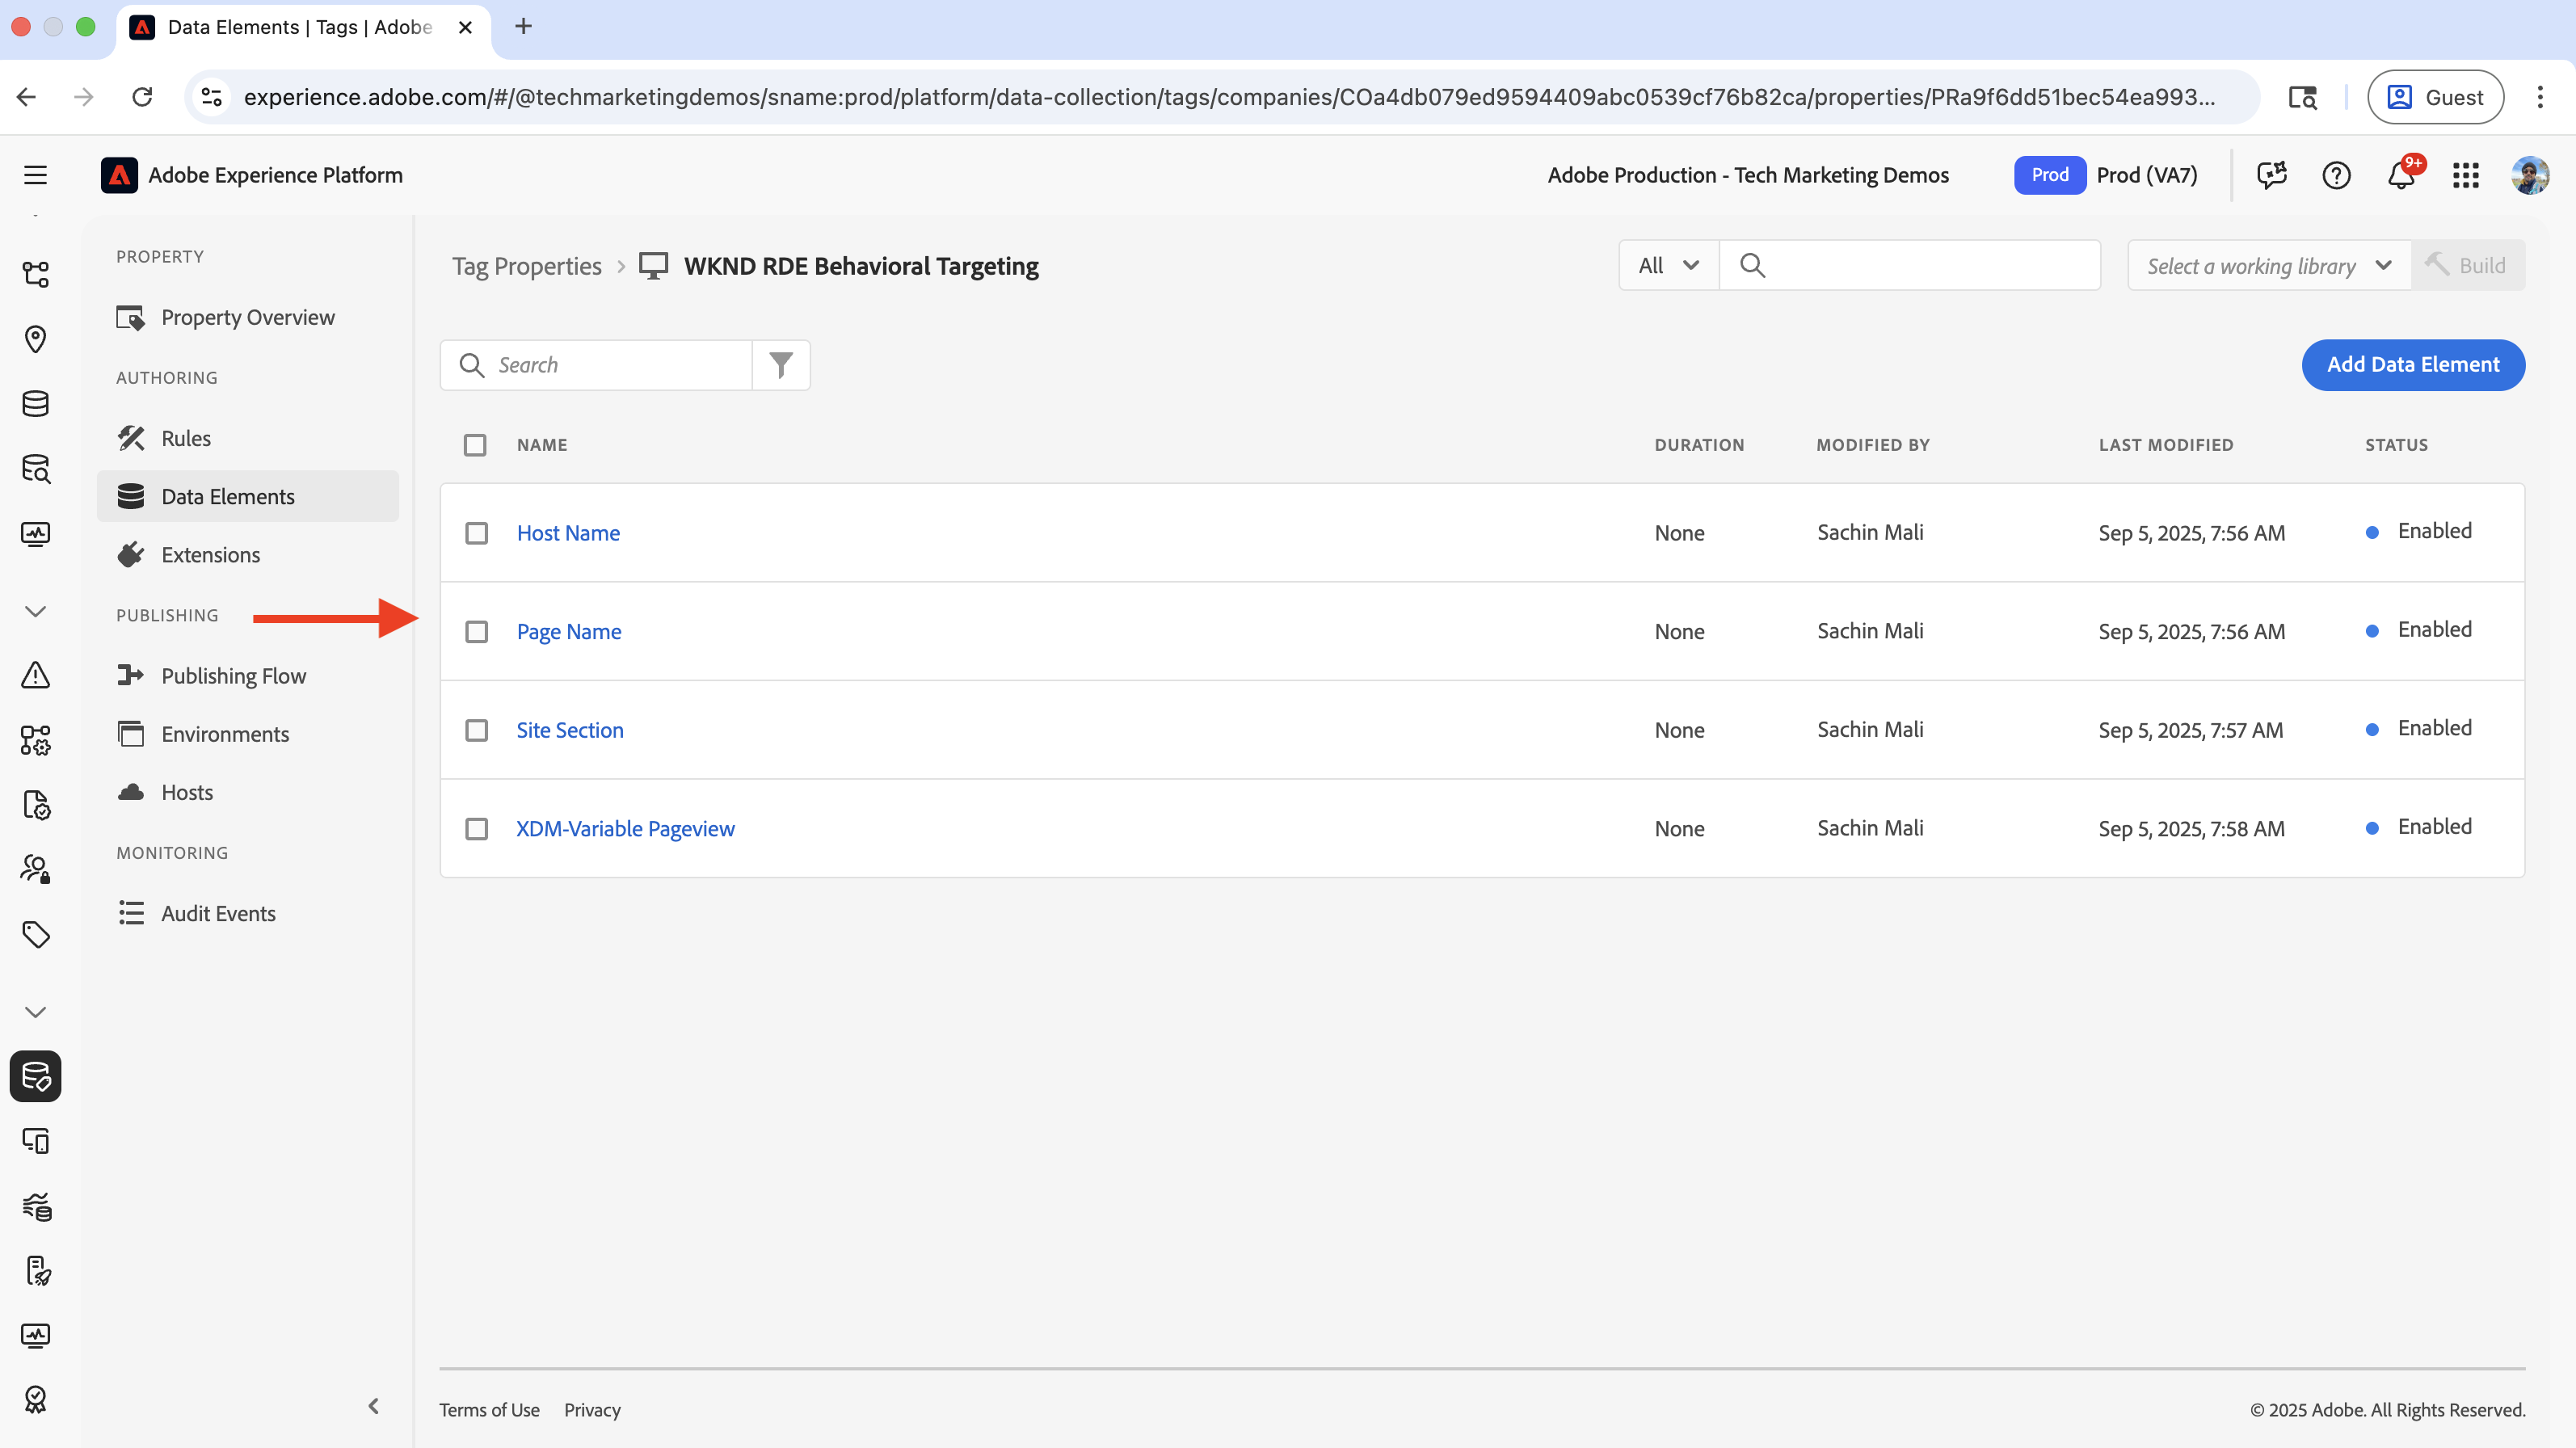 Data Elements | Tags | Adobe
experience.adobe.com/#/@techmarketingdemos/sname:prod/platform/data-collection/tags/companies/COa4db079ed9594409abc0539cf76b82ca/properties/PRa9f6dd51bec54ea993...
Guest
Adobe Experience Platform
Adobe Production - Tech Marketing Demos
Prod
Prod (VA7)
9+
PROPERTY
Property Overview
AUTHORING
Rules
Data Elements
Extensions
PUBLISHING
Publishing Flow
Environments
Hosts
MONITORING
Audit Events
Tag Properties > WKND RDE Behavioral Targeting
All
Select a working library
Build
Search
Add Data Element
NAME DURATION MODIFIED BY LAST MODIFIED STATUS
Host Name None Sachin Mali Sep 5, 2025, 7:56 AM Enabled
Page Name None Sachin Mali Sep 5, 2025, 7:56 AM Enabled
Site Section None Sachin Mali Sep 5, 2025, 7:57 AM Enabled
XDM-Variable Pageview None Sachin Mali Sep 5, 2025, 7:58 AM Enabled
Terms of Use Privacy
© 2025 Adobe. All Rights Reserved.